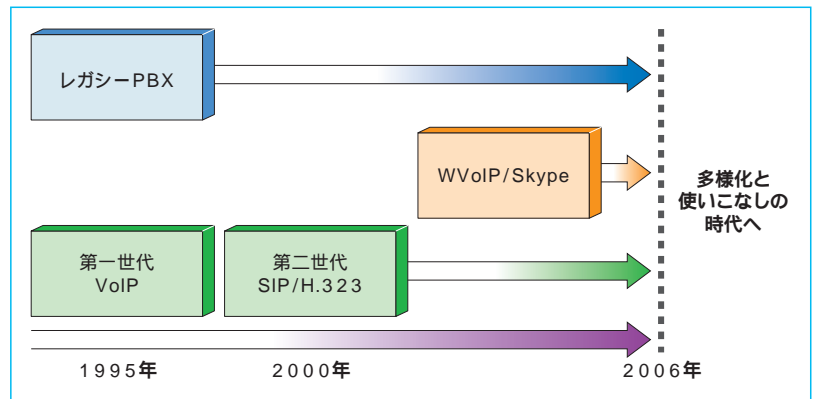 レガシーPBX
WVoIP/Skype
多様化と
使いこなしの
時代へ
第一世代
VoIP
第二世代
SIP/H.323
1995年
2000年
2006年